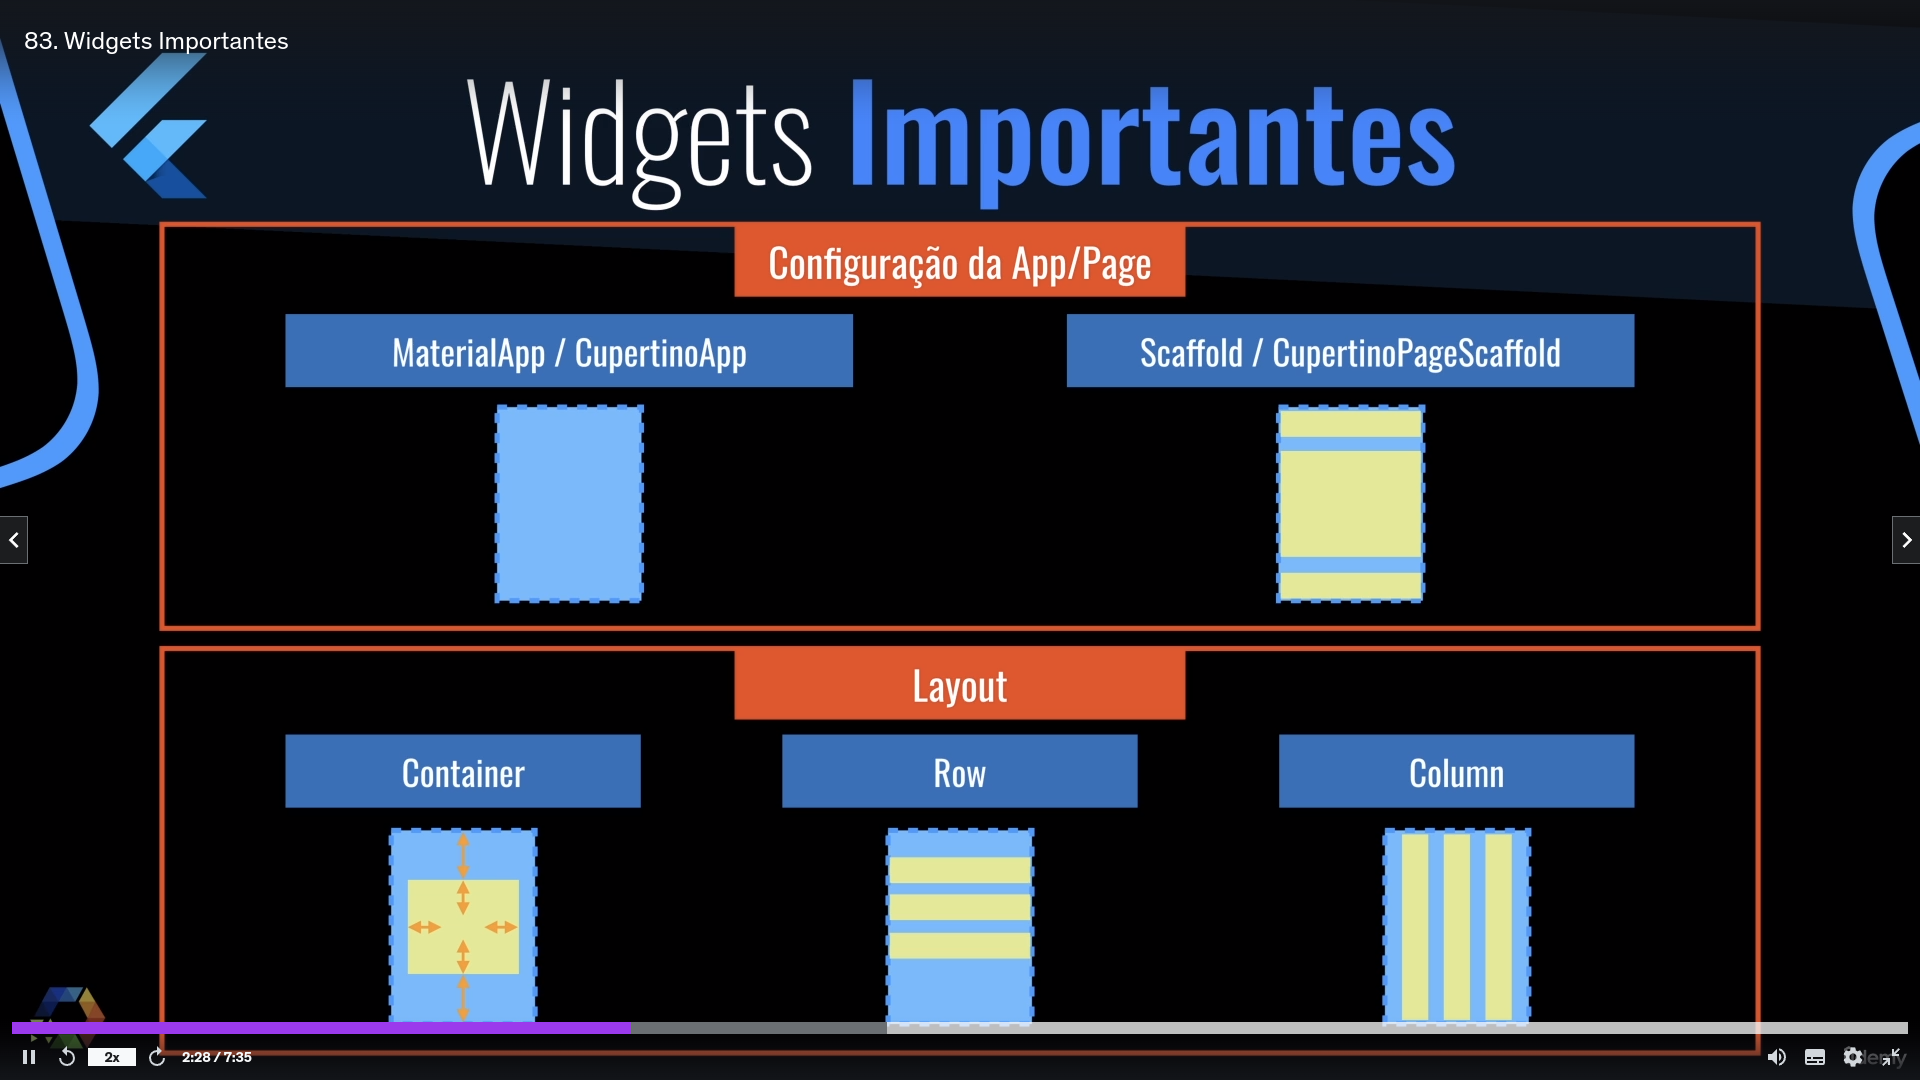 83. Widgets Importantes
Widgets Importantes
Configuração da App/Page
MaterialApp / CupertinoApp
Scaffold / CupertinoPageScaffold
Layout
Container
Row
Column
2x
2:28 / 7:35